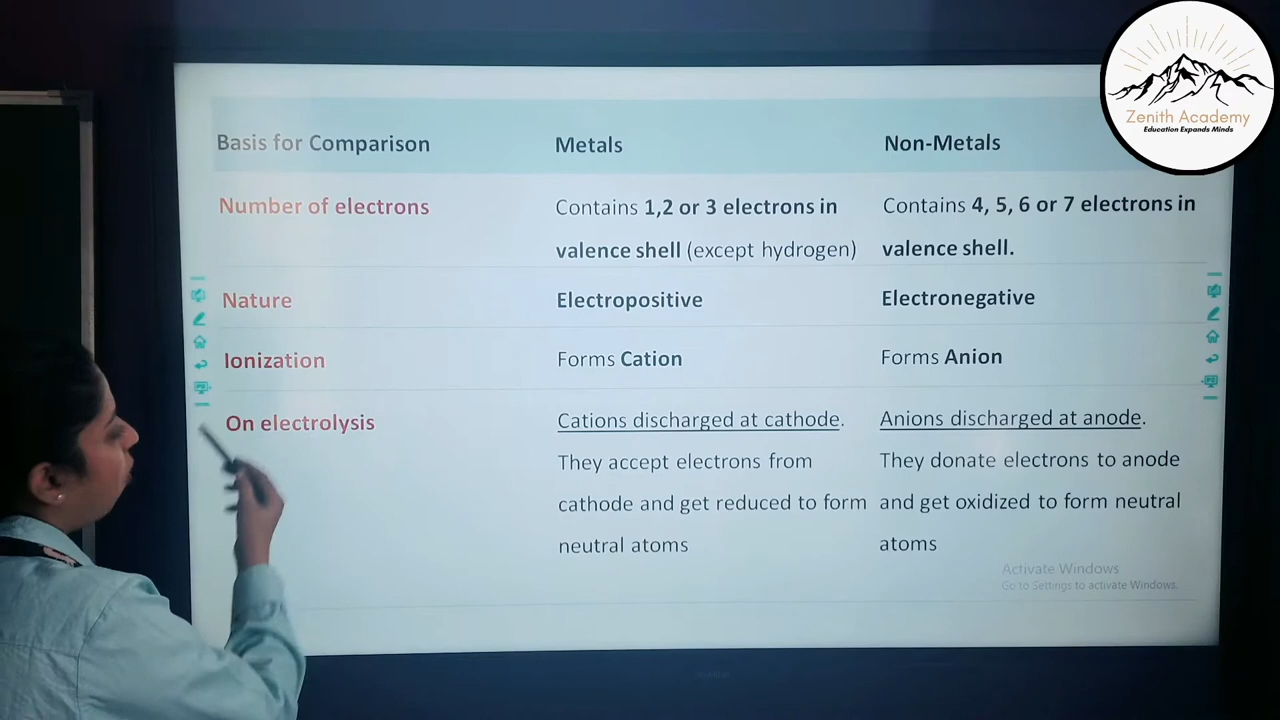 Zenith Academy
Education Expands Minds
Basis for Comparison Metals Non-Metals
Number of electrons Contains 1,2 or 3 electrons in Contains 4, 5, 6 or 7 electrons in
valence shell (except hydrogen) valence shell.
Nature Electropositive Electronegative
Ionization Forms Cation Forms Anion
On electrolysis Cations discharged at cathode. Anions discharged at anode.
They accept electrons from They donate electrons to anode
cathode and get reduced to form and get oxidized to form neutral
neutral atoms atoms
Activate Windows
Go to Settings to activate Windows.